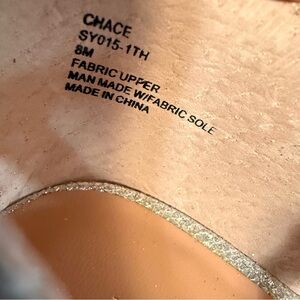 CHACE
SY015-1TH
8M
FABRIC UPPER
MAN MADE W/FABRIC SOLE
MADE IN CHINA